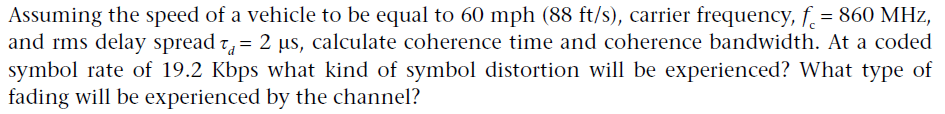 Assuming the speed of a vehicle to be equal to 60 mph (88 ft/s), carrier frequency, f_c = 860 MHz,
and rms delay spread τ_d = 2 μs, calculate coherence time and coherence bandwidth. At a coded
symbol rate of 19.2 Kbps what kind of symbol distortion will be experienced? What type of
fading will be experienced by the channel?